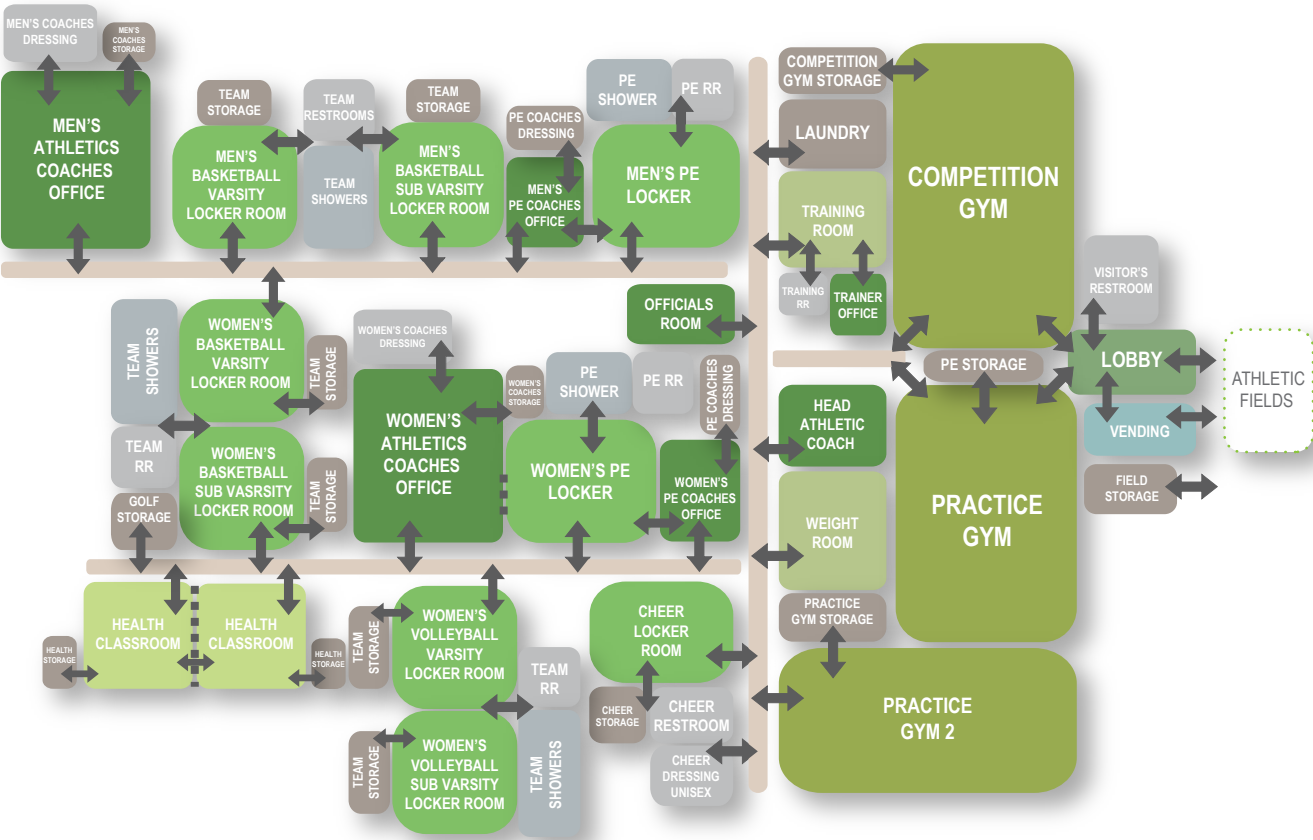 MEN'S COACHES
DRESSING
MEN'S
COACHES
STORAGE
MEN'S
ATHLETICS
COACHES
OFFICE
TEAM
STORAGE
MEN'S
BASKETBALL
VARSITY
LOCKER ROOM
TEAM
RESTROOMS
TEAM
SHOWERS
TEAM
STORAGE
MEN'S
BASKETBALL
SUB VARSITY
LOCKER ROOM
PE COACHES
DRESSING
MEN'S
PE COACHES
OFFICE
PE
SHOWER
PE RR
MEN'S PE
LOCKER
COMPETITION
GYM STORAGE
LAUNDRY
TRAINING
ROOM
TRAINING
RR
TRAINER
OFFICE
COMPETITION
GYM
VISITOR'S
RESTROOM
OFFICIALS
ROOM
TEAM
SHOWERS
WOMEN'S
BASKETBALL
VARSITY
LOCKER ROOM
TEAM
STORAGE
TEAM
RR
GOLF
STORAGE
WOMEN'S
BASKETBALL
SUB VASRSITY
LOCKER ROOM
TEAM
STORAGE
WOMEN'S COACHES
DRESSING
WOMEN'S
ATHLETICS
COACHES
OFFICE
WOMEN'S
COACHES
STORAGE
PE
SHOWER
PE RR
PE COACHES
DRESSING
WOMEN'S PE
LOCKER
WOMEN'S
PE COACHES
OFFICE
PE STORAGE
LOBBY
VENDING
FIELD
STORAGE
ATHLETIC
FIELDS
HEAD
ATHLETIC
COACH
WEIGHT
ROOM
PRACTICE
GYM STORAGE
PRACTICE
GYM
PRACTICE
GYM 2
HEALTH
STORAGE
HEALTH
CLASSROOM
HEALTH
CLASSROOM
HEALTH
STORAGE
TEAM
STORAGE
WOMEN'S
VOLLEYBALL
VARSITY
LOCKER ROOM
TEAM
RR
TEAM
STORAGE
WOMEN'S
VOLLEYBALL
SUB VARSITY
LOCKER ROOM
TEAM
SHOWERS
CHEER
LOCKER
ROOM
CHEER
STORAGE
CHEER
RESTROOM
CHEER
DRESSING
UNISEX